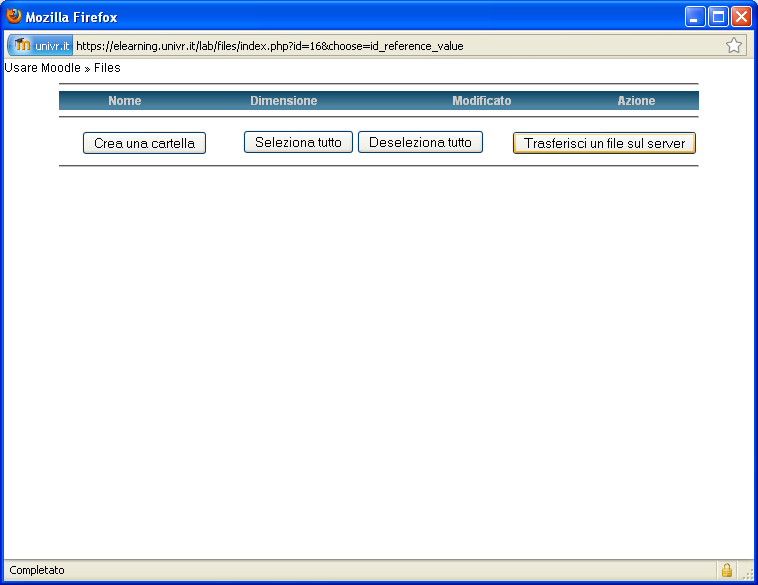 Mozilla Firefox
univr.it https://elearning.univr.it/lab/files/index.php?id=16&choose=id_reference_value
Usare Moodle » Files
Nome Dimensione Modificato Azione
Crea una cartella Seleziona tutto Deseleziona tutto Trasferisci un file sul server
Completato